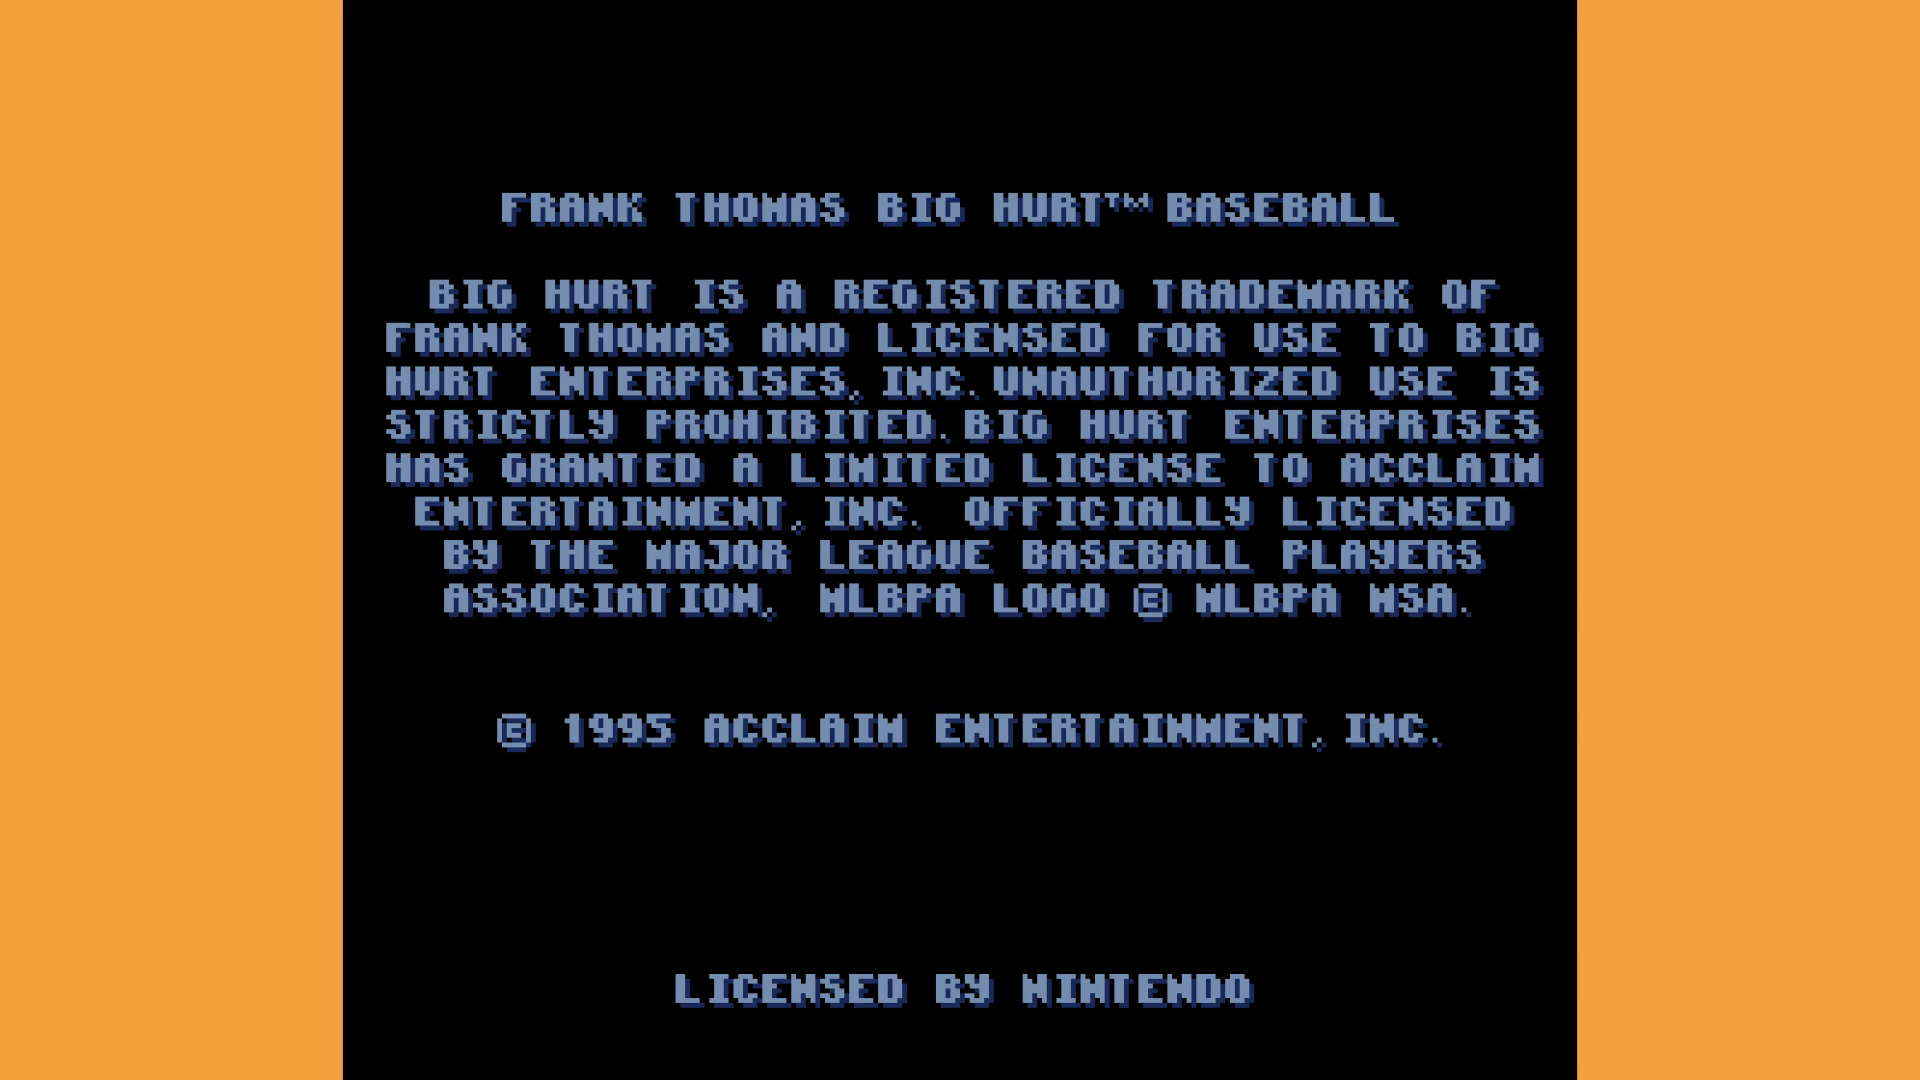 FRANK THOMAS BIG HURT™ BASEBALL
BIG HURT IS A REGISTERED TRADEMARK OF
FRANK THOMAS AND LICENSED FOR USE TO BIG
HURT ENTERPRISES, INC. UNAUTHORIZED USE IS
STRICTLY PROHIBITED. BIG HURT ENTERPRISES
HAS GRANTED A LIMITED LICENSE TO ACCLAIM
ENTERTAINMENT, INC. OFFICIALLY LICENSED
BY THE MAJOR LEAGUE BASEBALL PLAYERS
ASSOCIATION, MLBPA LOGO © MLBPA MSA.
© 1995 ACCLAIM ENTERTAINMENT, INC.
LICENSED BY NINTENDO